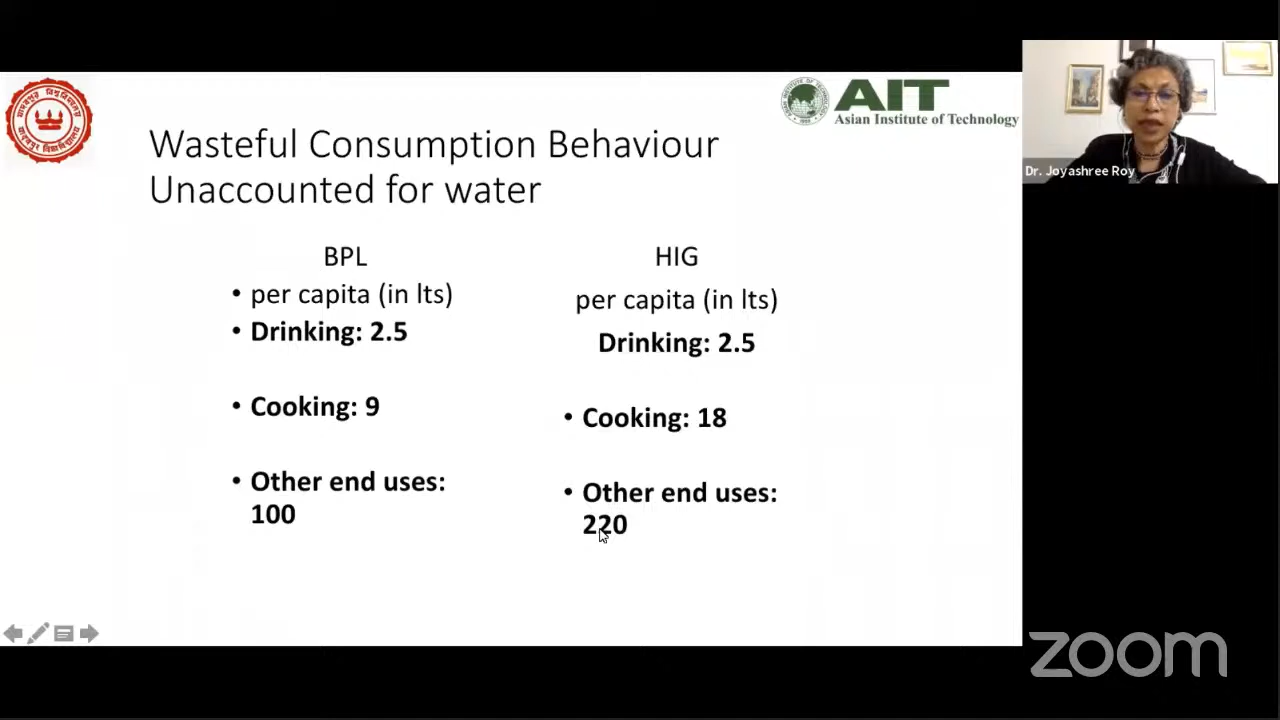 AIT
Asian Institute of Technology
Wasteful Consumption Behaviour
Unaccounted for water
BPL
• per capita (in lts)
• Drinking: 2.5
• Cooking: 9
• Other end uses:
100
HIG
per capita (in lts)
Drinking: 2.5
• Cooking: 18
• Other end uses:
220
Dr. Joyashree Roy
zoom